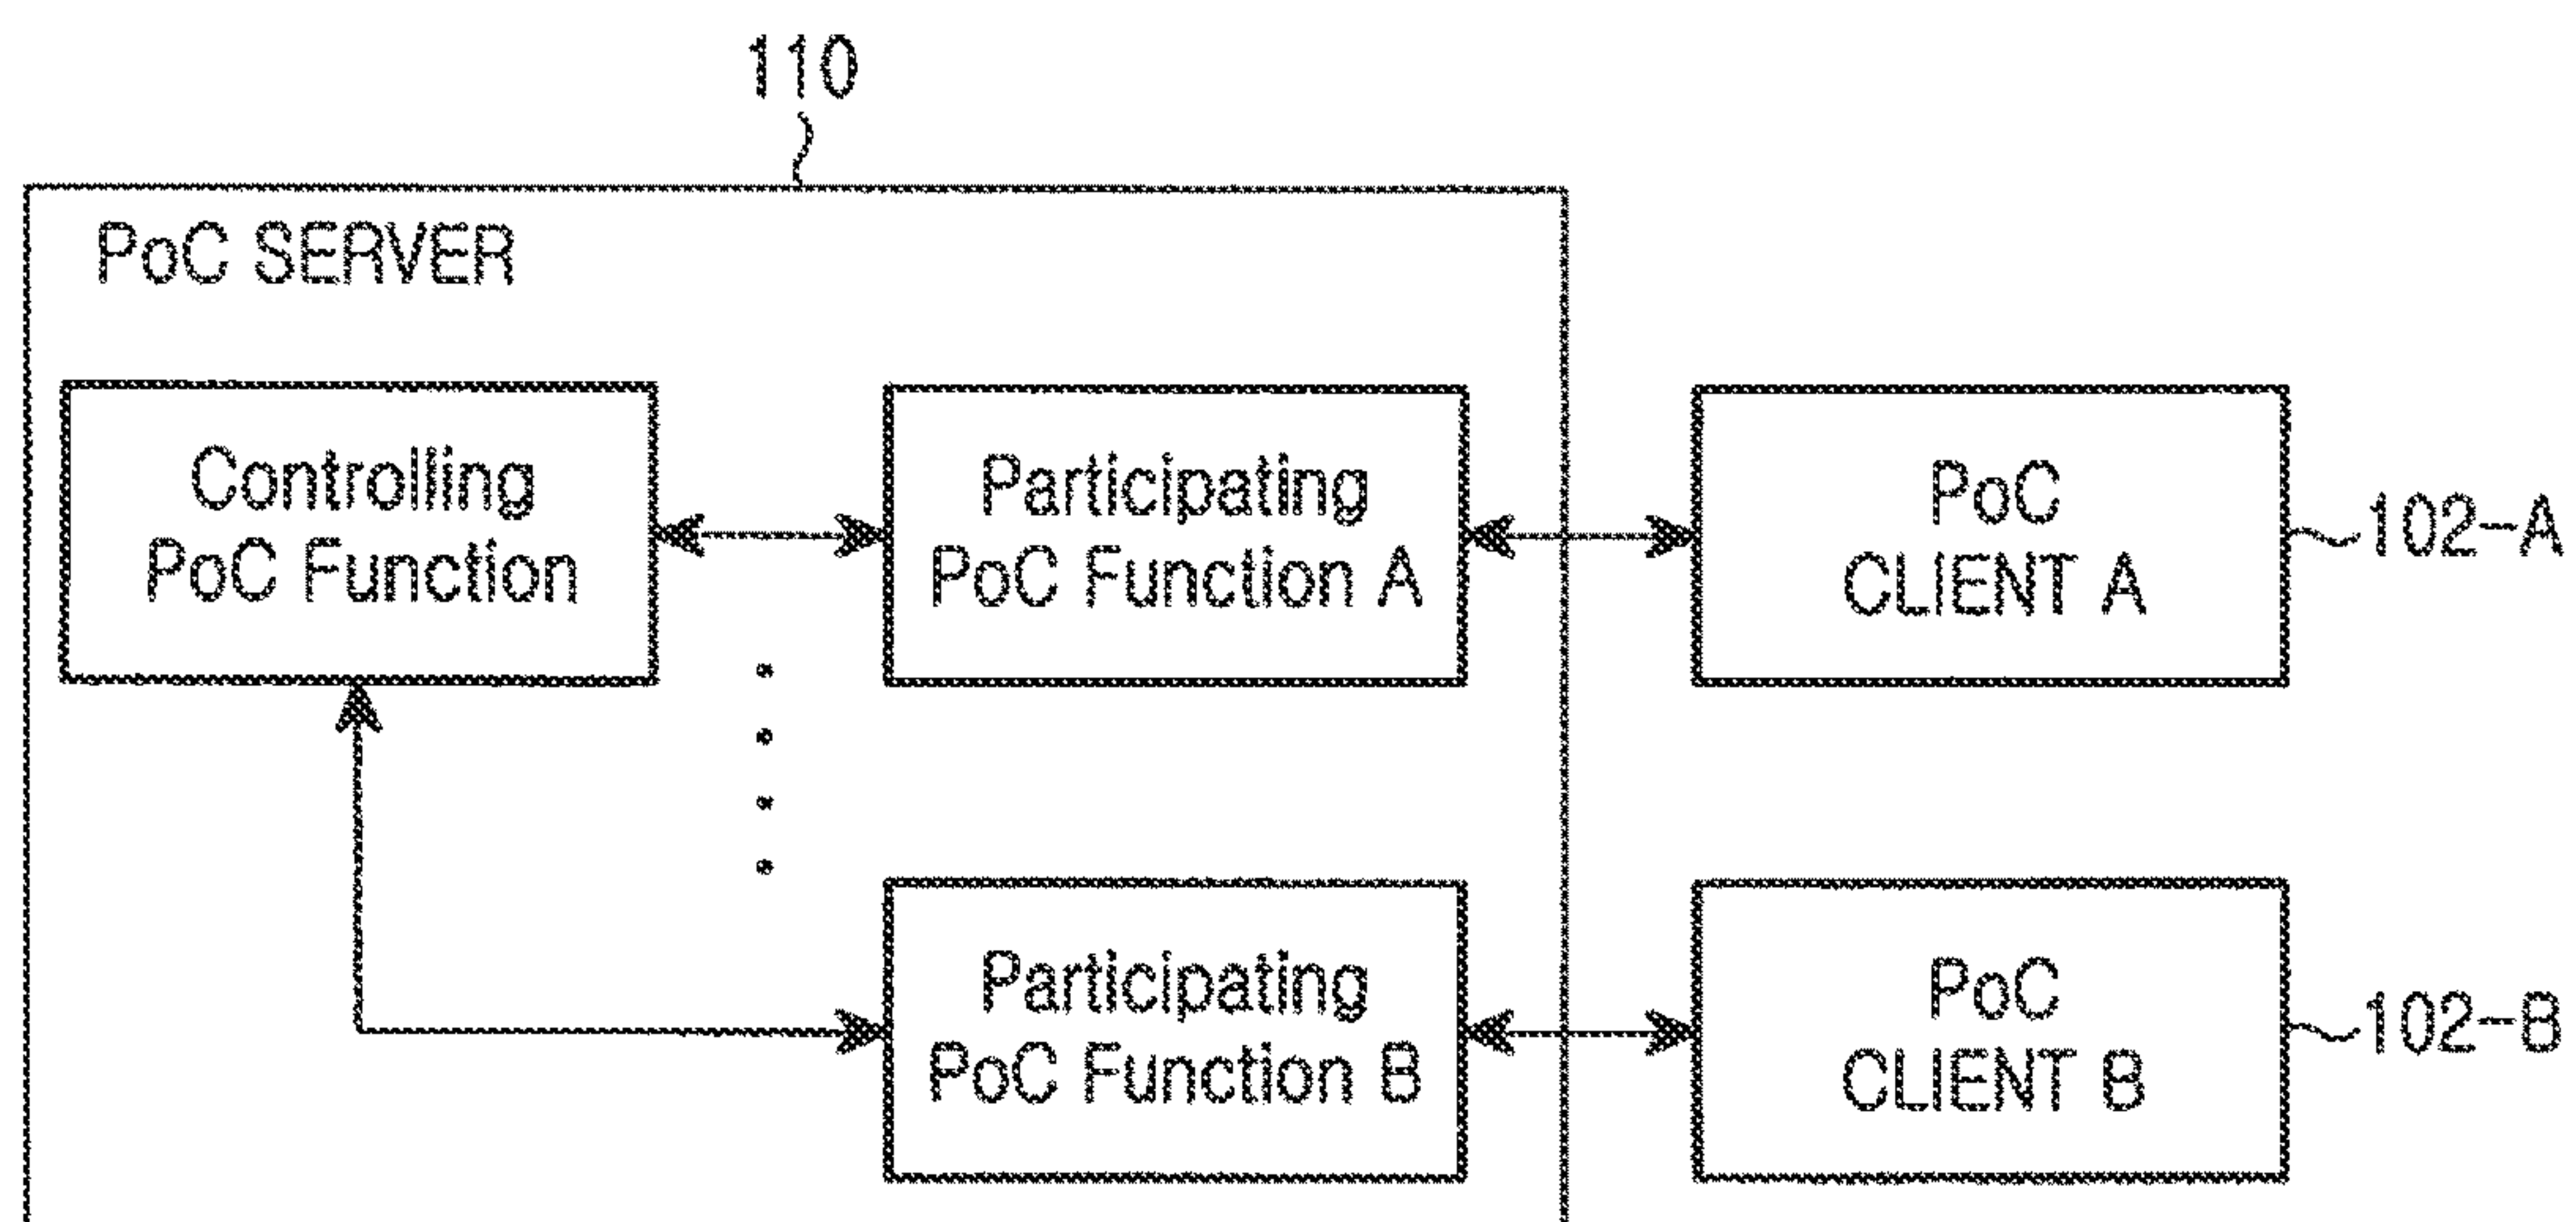 110
PoC SERVER
Controlling
PoC Function
Participating
PoC Function A
PoC
CLIENT A
102-A
Participating
PoC Function B
PoC
CLIENT B
102-B